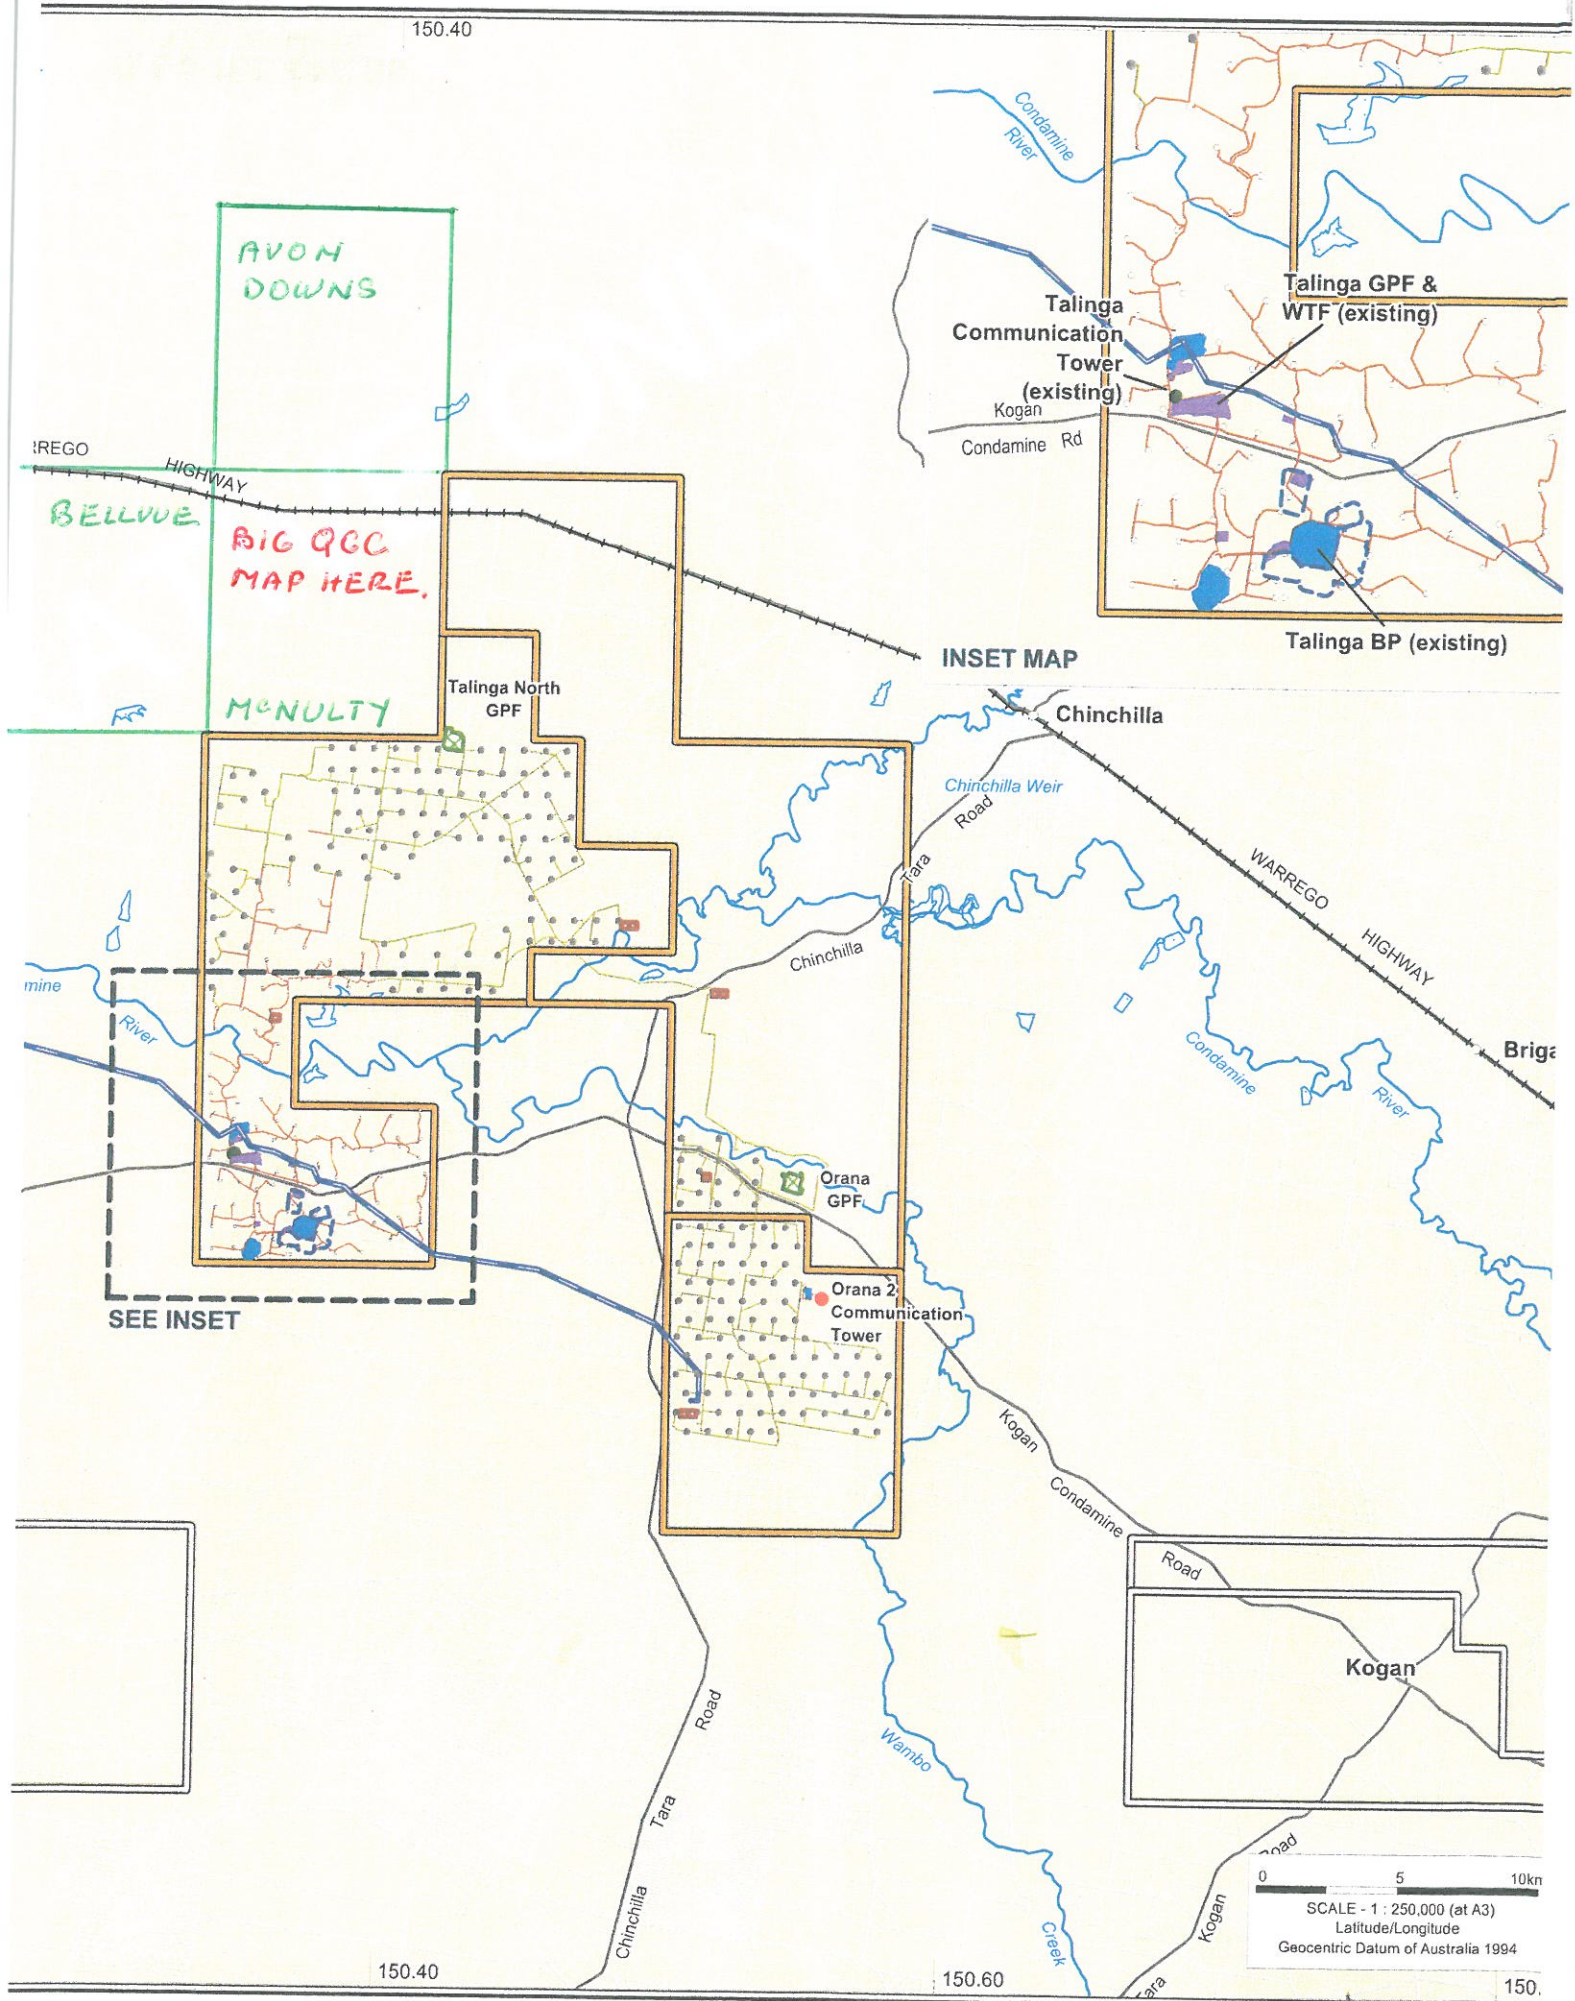 150.40
Condamine
River
AVON
DOWNS
Talinga GPF &
WTF (existing)
Talinga
Communication
Tower
(existing)
Kogan
Condamine Rd
RREGO
HIGHWAY
BELLVUE
BIG QGC
MAP HERE.
Talinga BP (existing)
INSET MAP
Talinga North
GPF
McNULTY
Chinchilla
Chinchilla Weir
Road
Tara
Chinchilla
WARREGO
HIGHWAY
mine
River
Condamine
River
Briga
Orana
GPF
Orana 2
Communication
Tower
SEE INSET
Kogan
Condamine
Road
Kogan
Road
Tara
Chinchilla
Wambo
Creek
oad
Kogan
ara
0 5 10km
SCALE - 1 : 250,000 (at A3)
Latitude/Longitude
Geocentric Datum of Australia 1994
150.40
150.60
150.